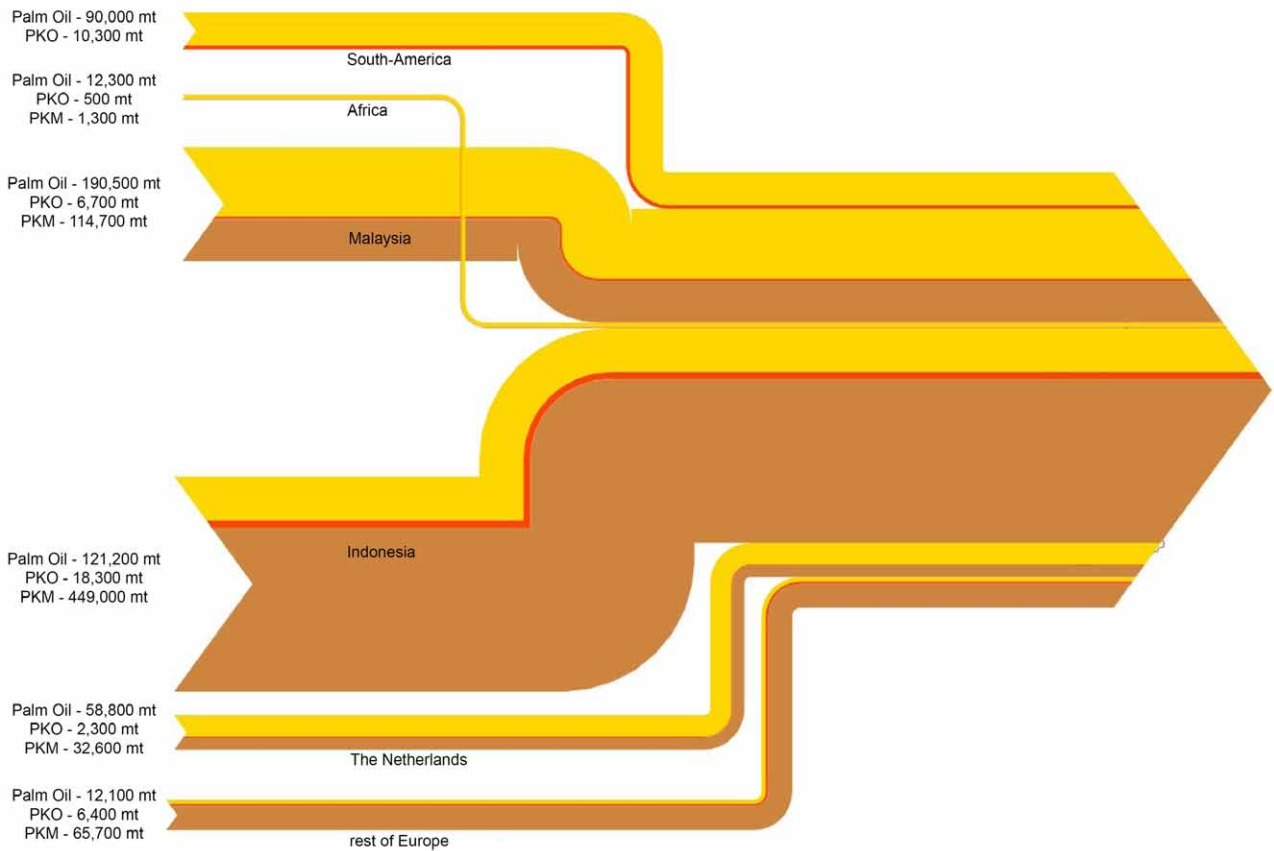 Palm Oil - 90,000 mt
PKO - 10,300 mt
South-America
Palm Oil - 12,300 mt
PKO - 500 mt
PKM - 1,300 mt
Africa
Palm Oil - 190,500 mt
PKO - 6,700 mt
PKM - 114,700 mt
Malaysia
Palm Oil - 121,200 mt
PKO - 18,300 mt
PKM - 449,000 mt
Indonesia
Palm Oil - 58,800 mt
PKO - 2,300 mt
PKM - 32,600 mt
The Netherlands
Palm Oil - 12,100 mt
PKO - 6,400 mt
PKM - 65,700 mt
rest of Europe